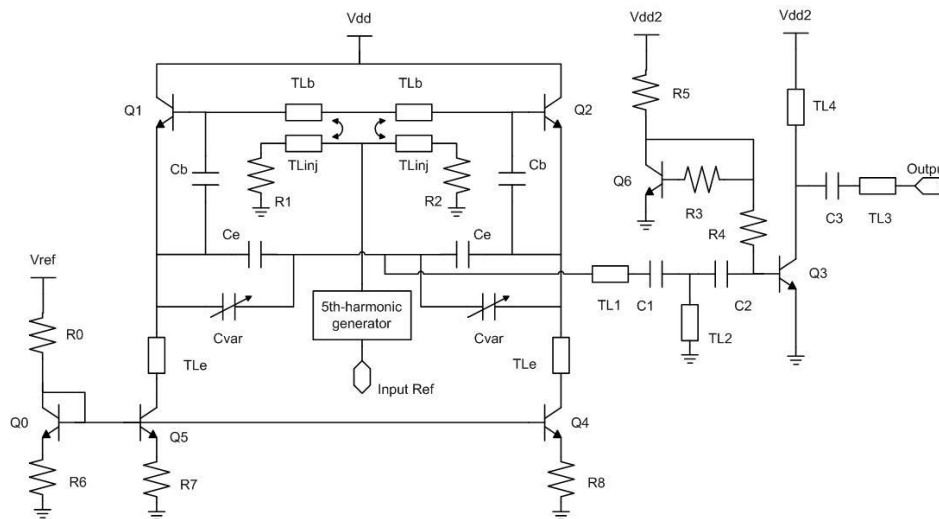 Vdd
Vdd2
Vdd2
TLb
TLb
Q1
Q2
R5
TL4
TLinj
TLinj
Cb
Cb
R1
R2
Output
Q6
R3
C3
TL3
R4
Ce
Ce
Vref
Q3
5th-harmonic
generator
TL1
C1
C2
TL2
R0
Cvar
Cvar
TLe
TLe
Input Ref
Q0
Q5
Q4
R6
R7
R8